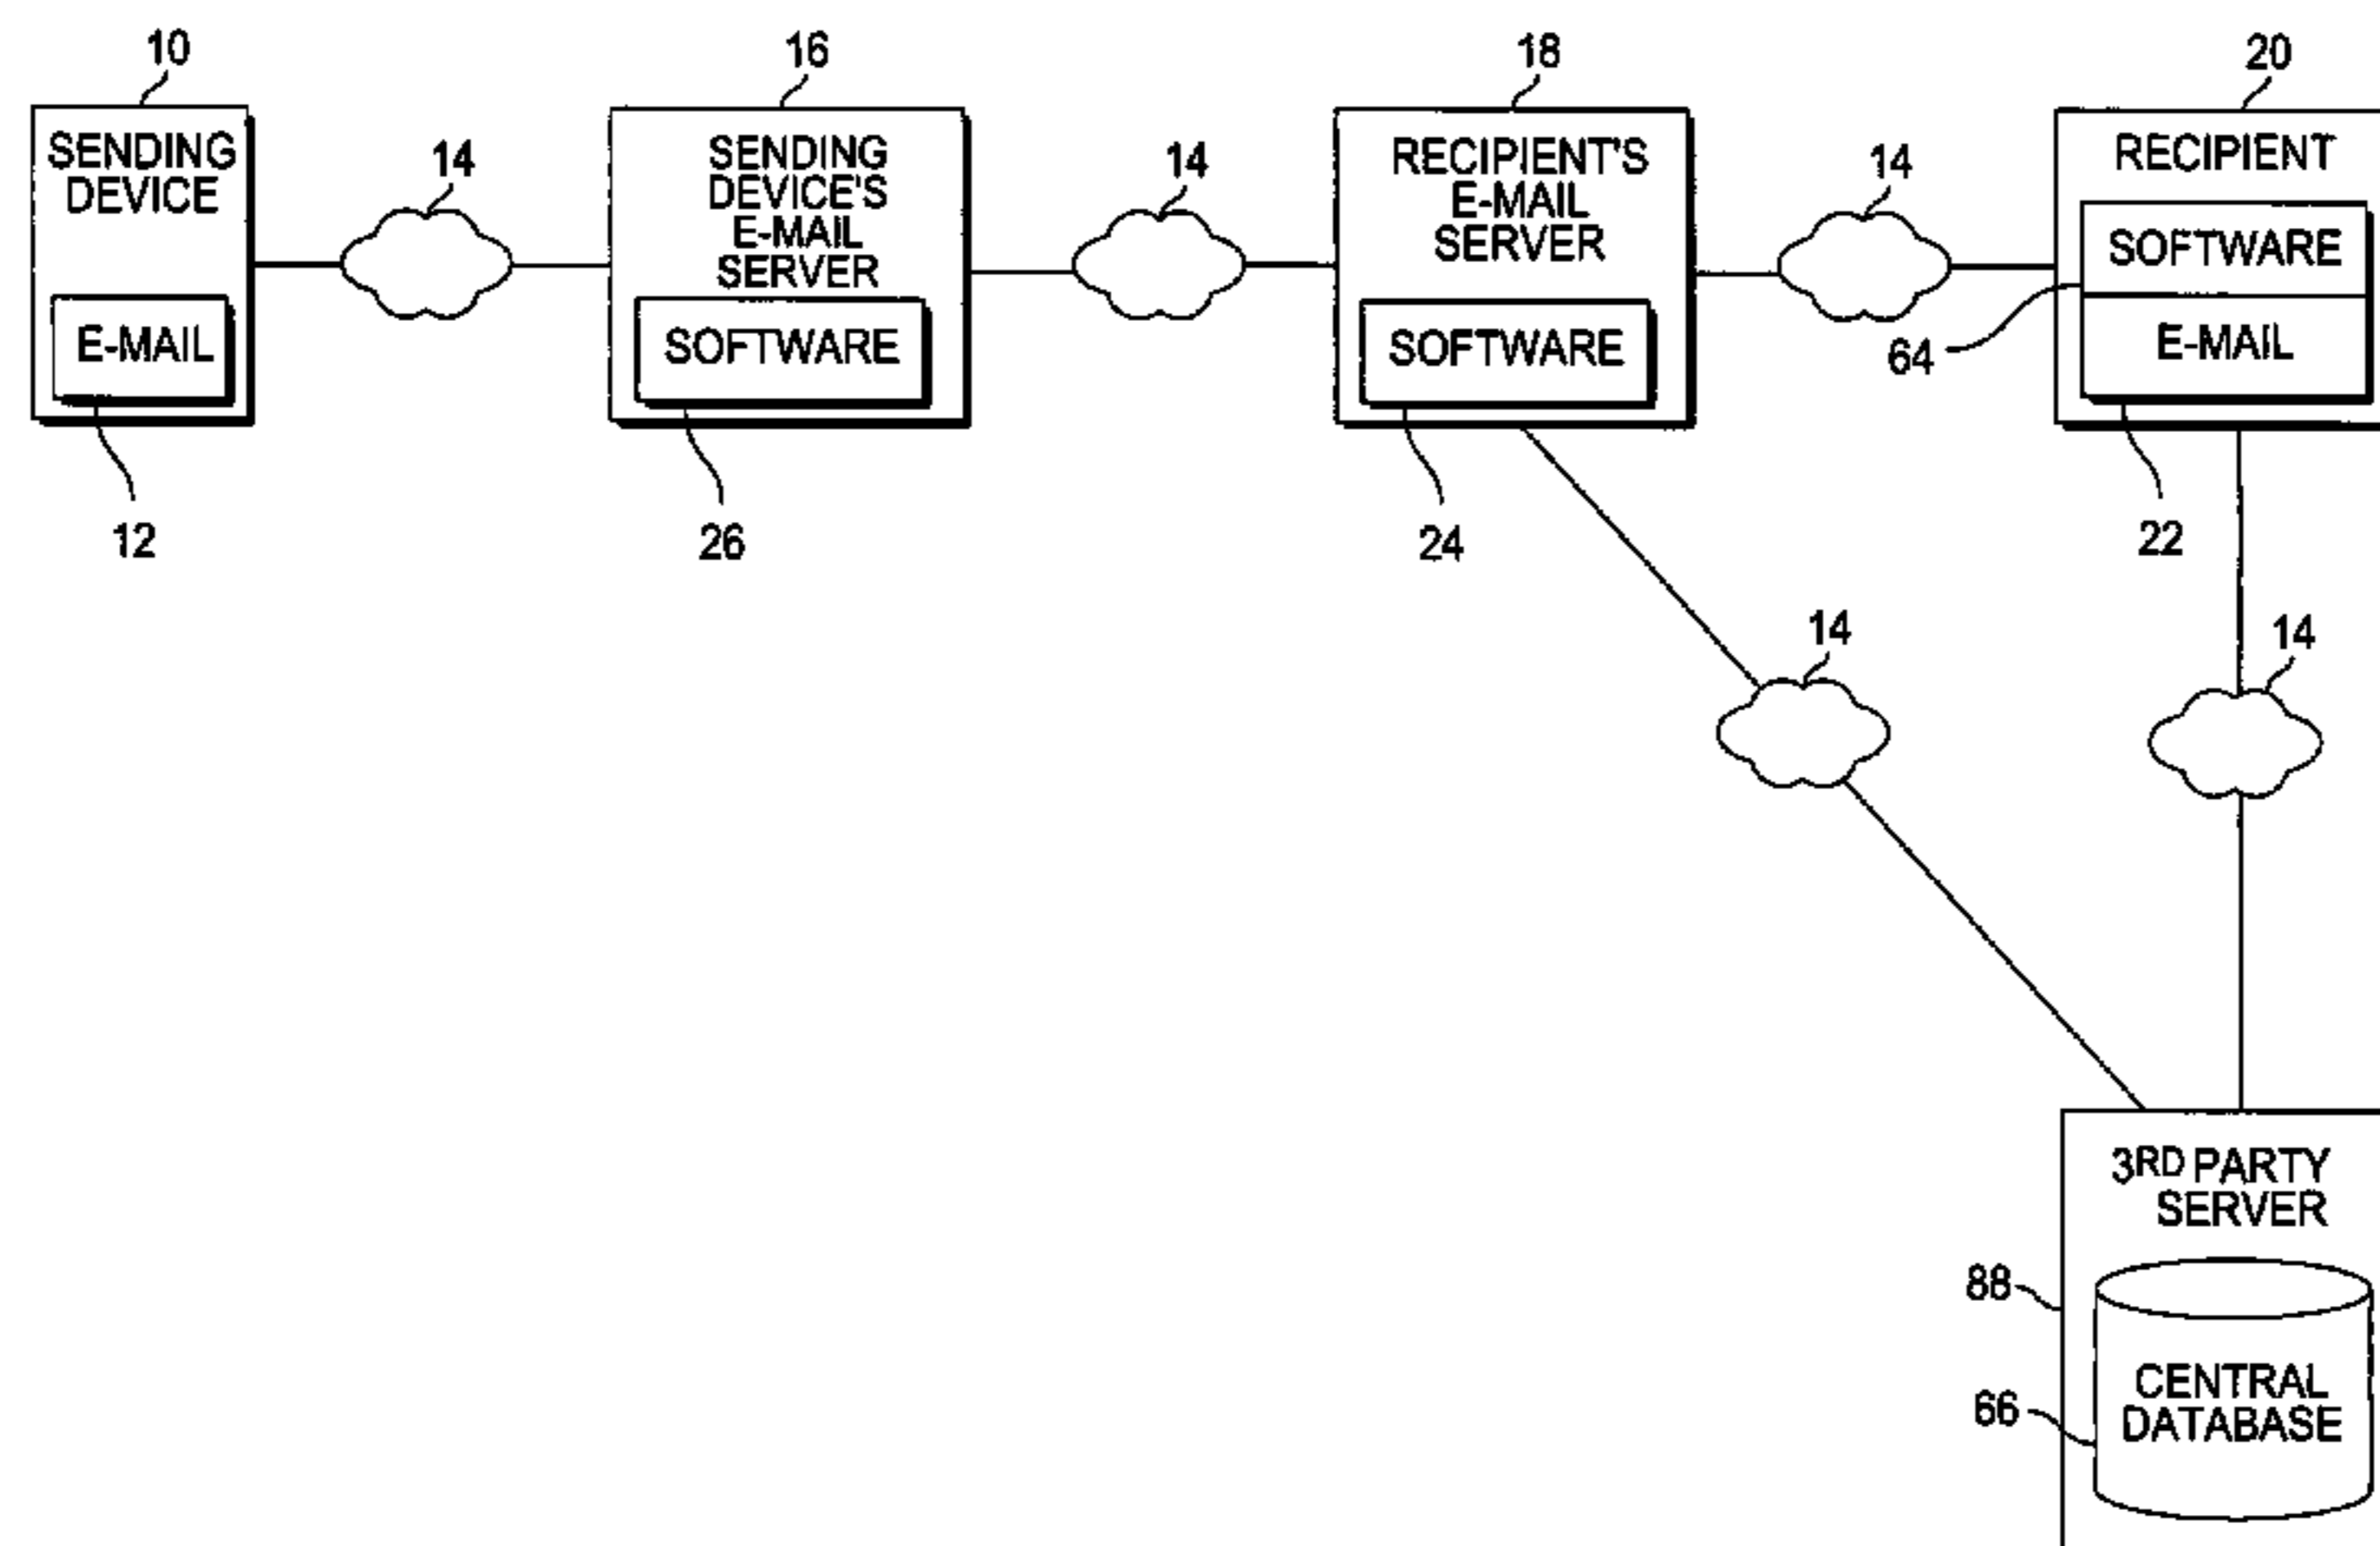 10
16
18
20
SENDING
DEVICE
14
SENDING
DEVICE'S
E-MAIL
SERVER
14
RECIPIENT'S
E-MAIL
SERVER
14
RECIPIENT
SOFTWARE
E-MAIL
E-MAIL
SOFTWARE
SOFTWARE
64
12
26
24
22
14
14
3RD PARTY
SERVER
88
CENTRAL
DATABASE
66